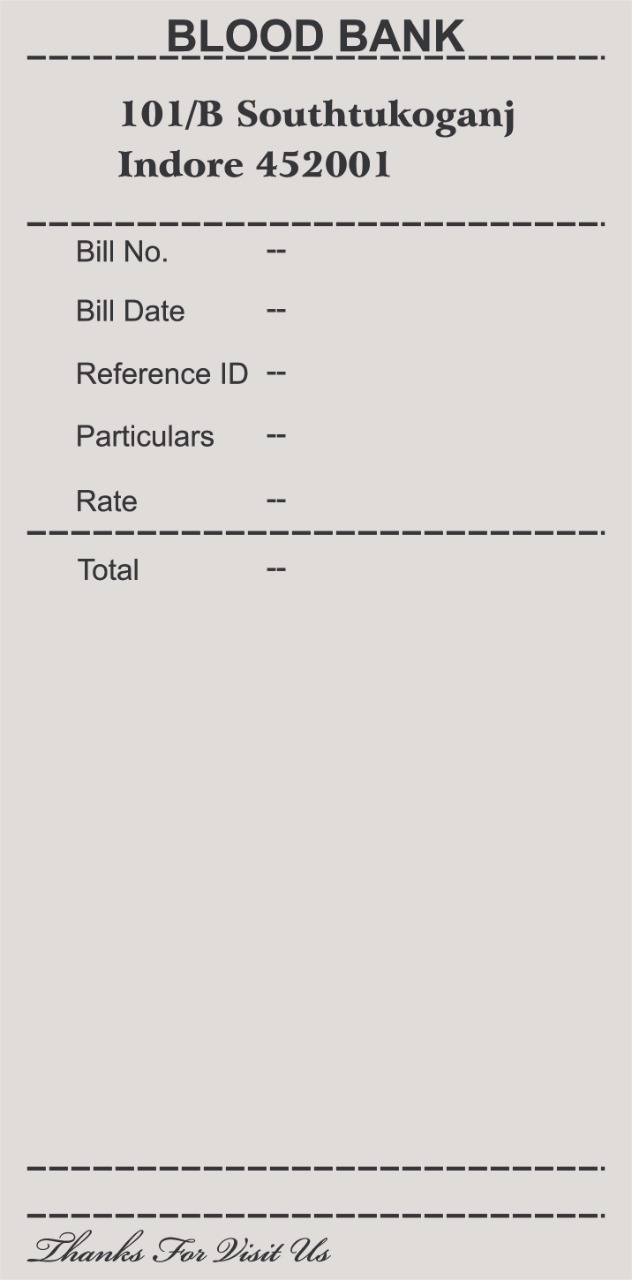 BLOOD BANK
101/B Southtukoganj
Indore 452001
Bill No. --
Bill Date --
Reference ID --
Particulars --
Rate --
Total --
Thanks For Visit Us